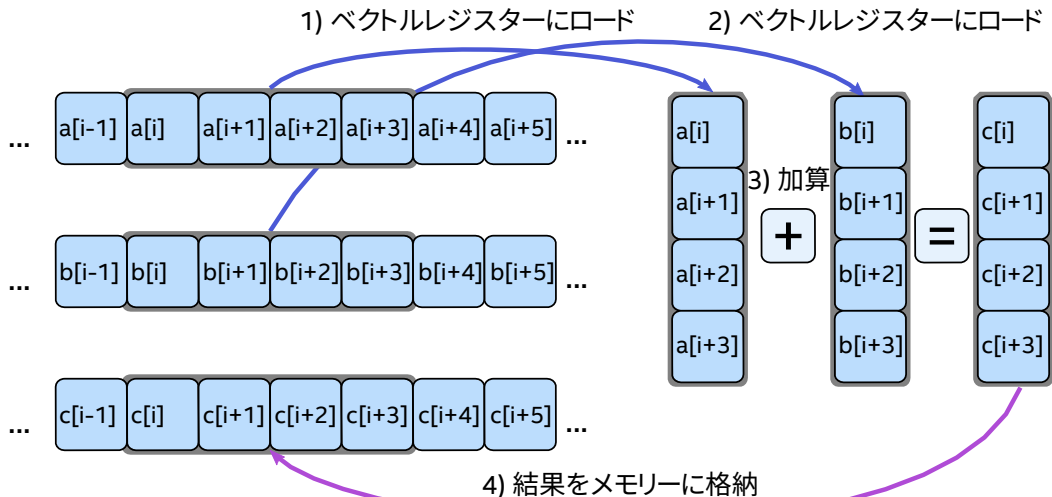 1) ベクトルレジスターにロード
2) ベクトルレジスターにロード
... a[i-1] a[i] a[i+1] a[i+2] a[i+3] a[i+4] a[i+5] ...
... b[i-1] b[i] b[i+1] b[i+2] b[i+3] b[i+4] b[i+5] ...
... c[i-1] c[i] c[i+1] c[i+2] c[i+3] c[i+4] c[i+5] ...
a[i]
a[i+1]
a[i+2]
a[i+3]
3) 加算
+
b[i]
b[i+1]
b[i+2]
b[i+3]
=
c[i]
c[i+1]
c[i+2]
c[i+3]
4) 結果をメモリーに格納